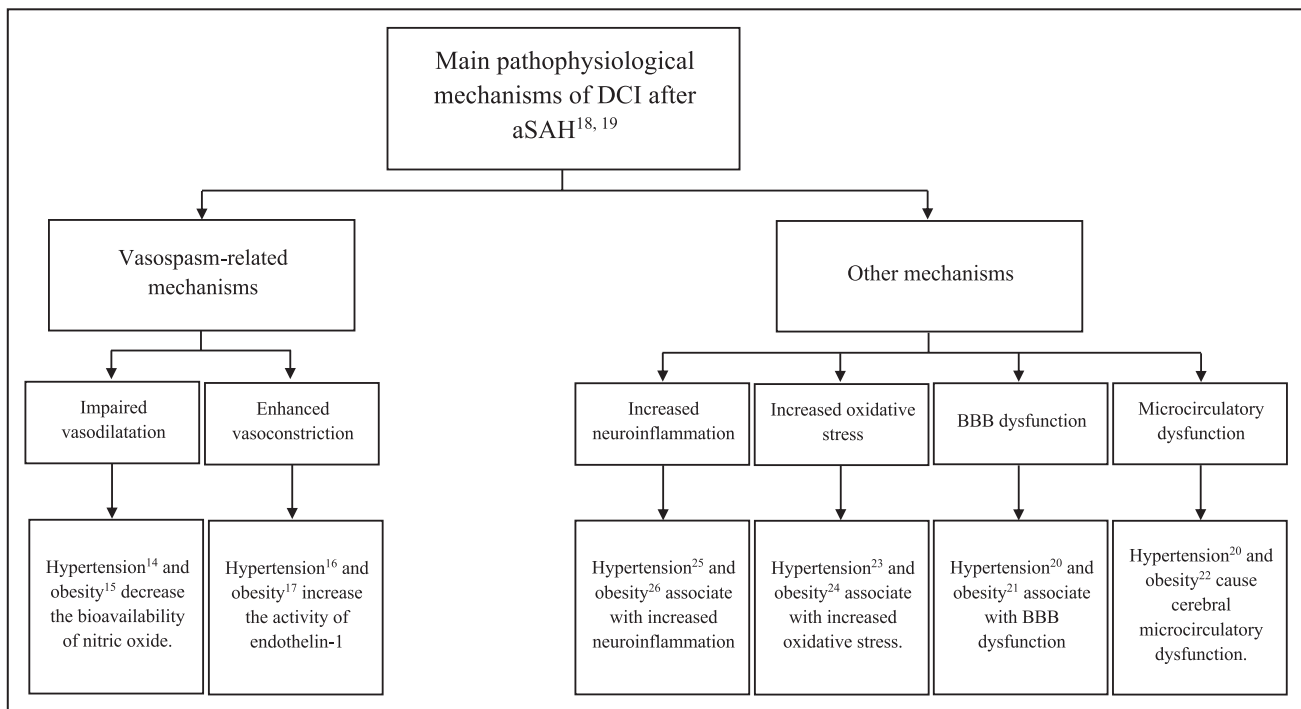 Main pathophysiological
mechanisms of DCI after
aSAH18, 19
Vasospasm-related
mechanisms
Other mechanisms
Impaired
vasodilatation
Enhanced
vasoconstriction
Increased
neuroinflammation
Increased oxidative
stress
BBB dysfunction
Microcirculatory
dysfunction
Hypertension14 and
obesity15 decrease
the bioavailability
of nitric oxide.
Hypertension16 and
obesity17 increase
the activity of
endothelin-1
Hypertension25 and
obesity26 associate
with increased
neuroinflammation
Hypertension23 and
obesity24 associate
with increased
oxidative stress.
Hypertension20 and
obesity21 associate
with BBB
dysfunction
Hypertension20 and
obesity22 cause
cerebral
microcirculatory
dysfunction.